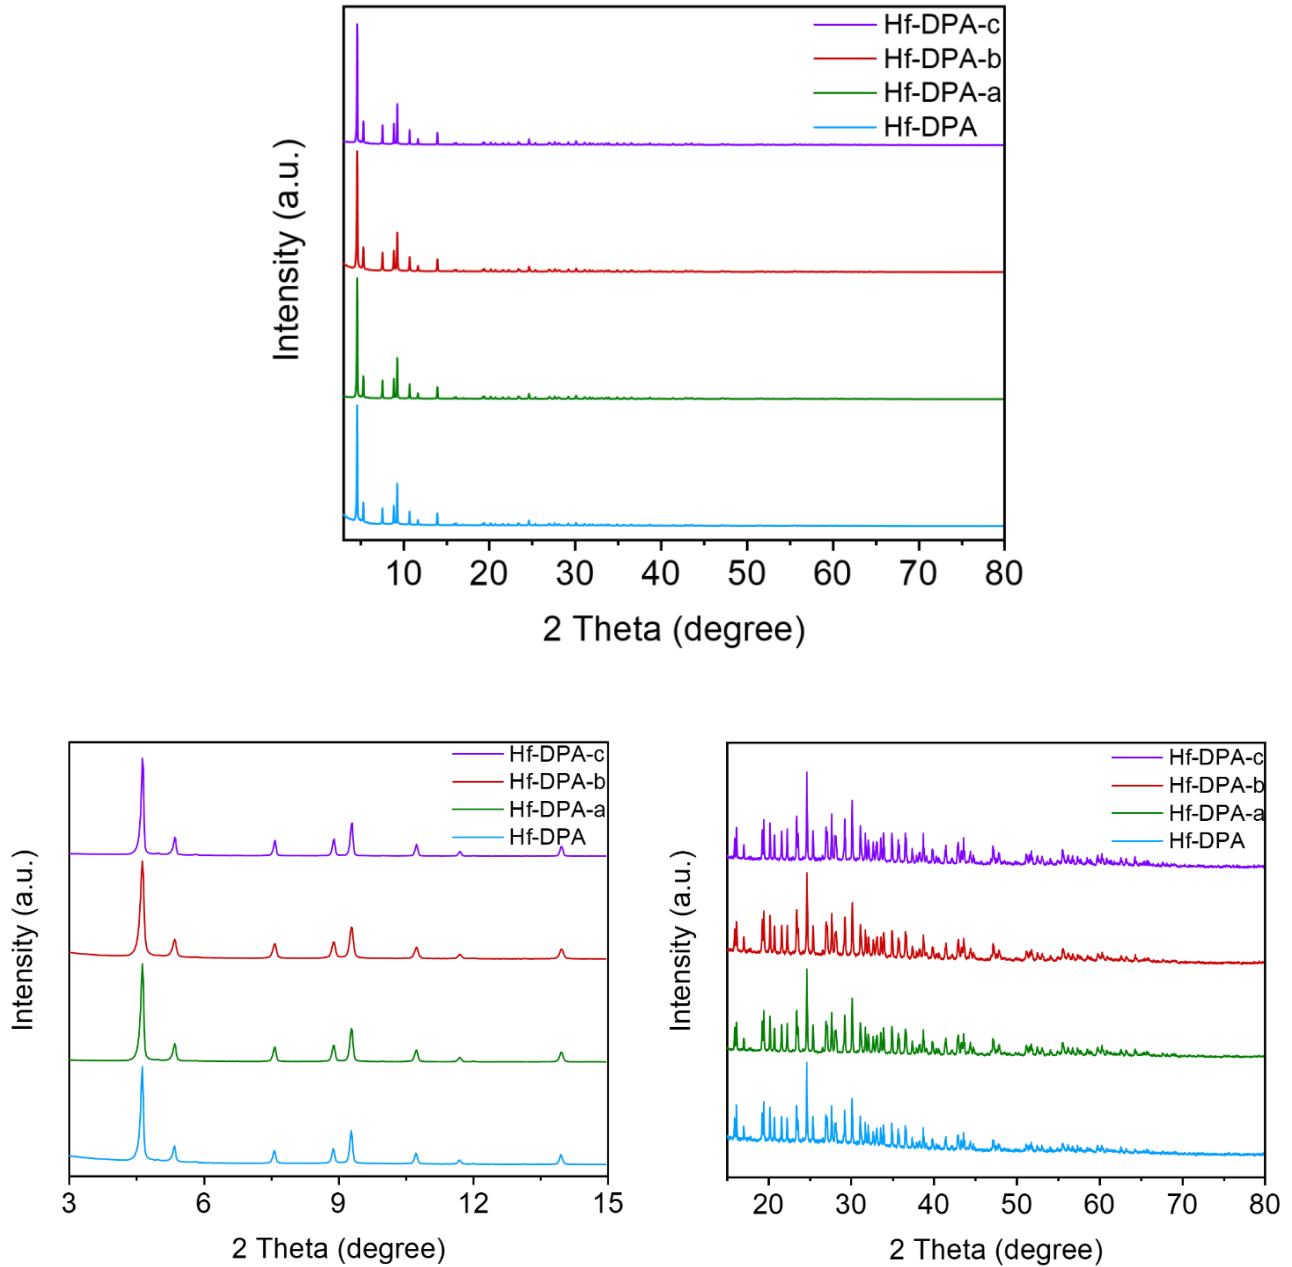 Hf-DPA-c
Hf-DPA-b
Hf-DPA-a
Hf-DPA
Intensity (a.u.)
10 20 30 40 50 60 70 80
2 Theta (degree)
Hf-DPA-c
Hf-DPA-b
Hf-DPA-a
Hf-DPA
Intensity (a.u.)
3 6 9 12 15
2 Theta (degree)
Hf-DPA-c
Hf-DPA-b
Hf-DPA-a
Hf-DPA
Intensity (a.u.)
20 30 40 50 60 70 80
2 Theta (degree)